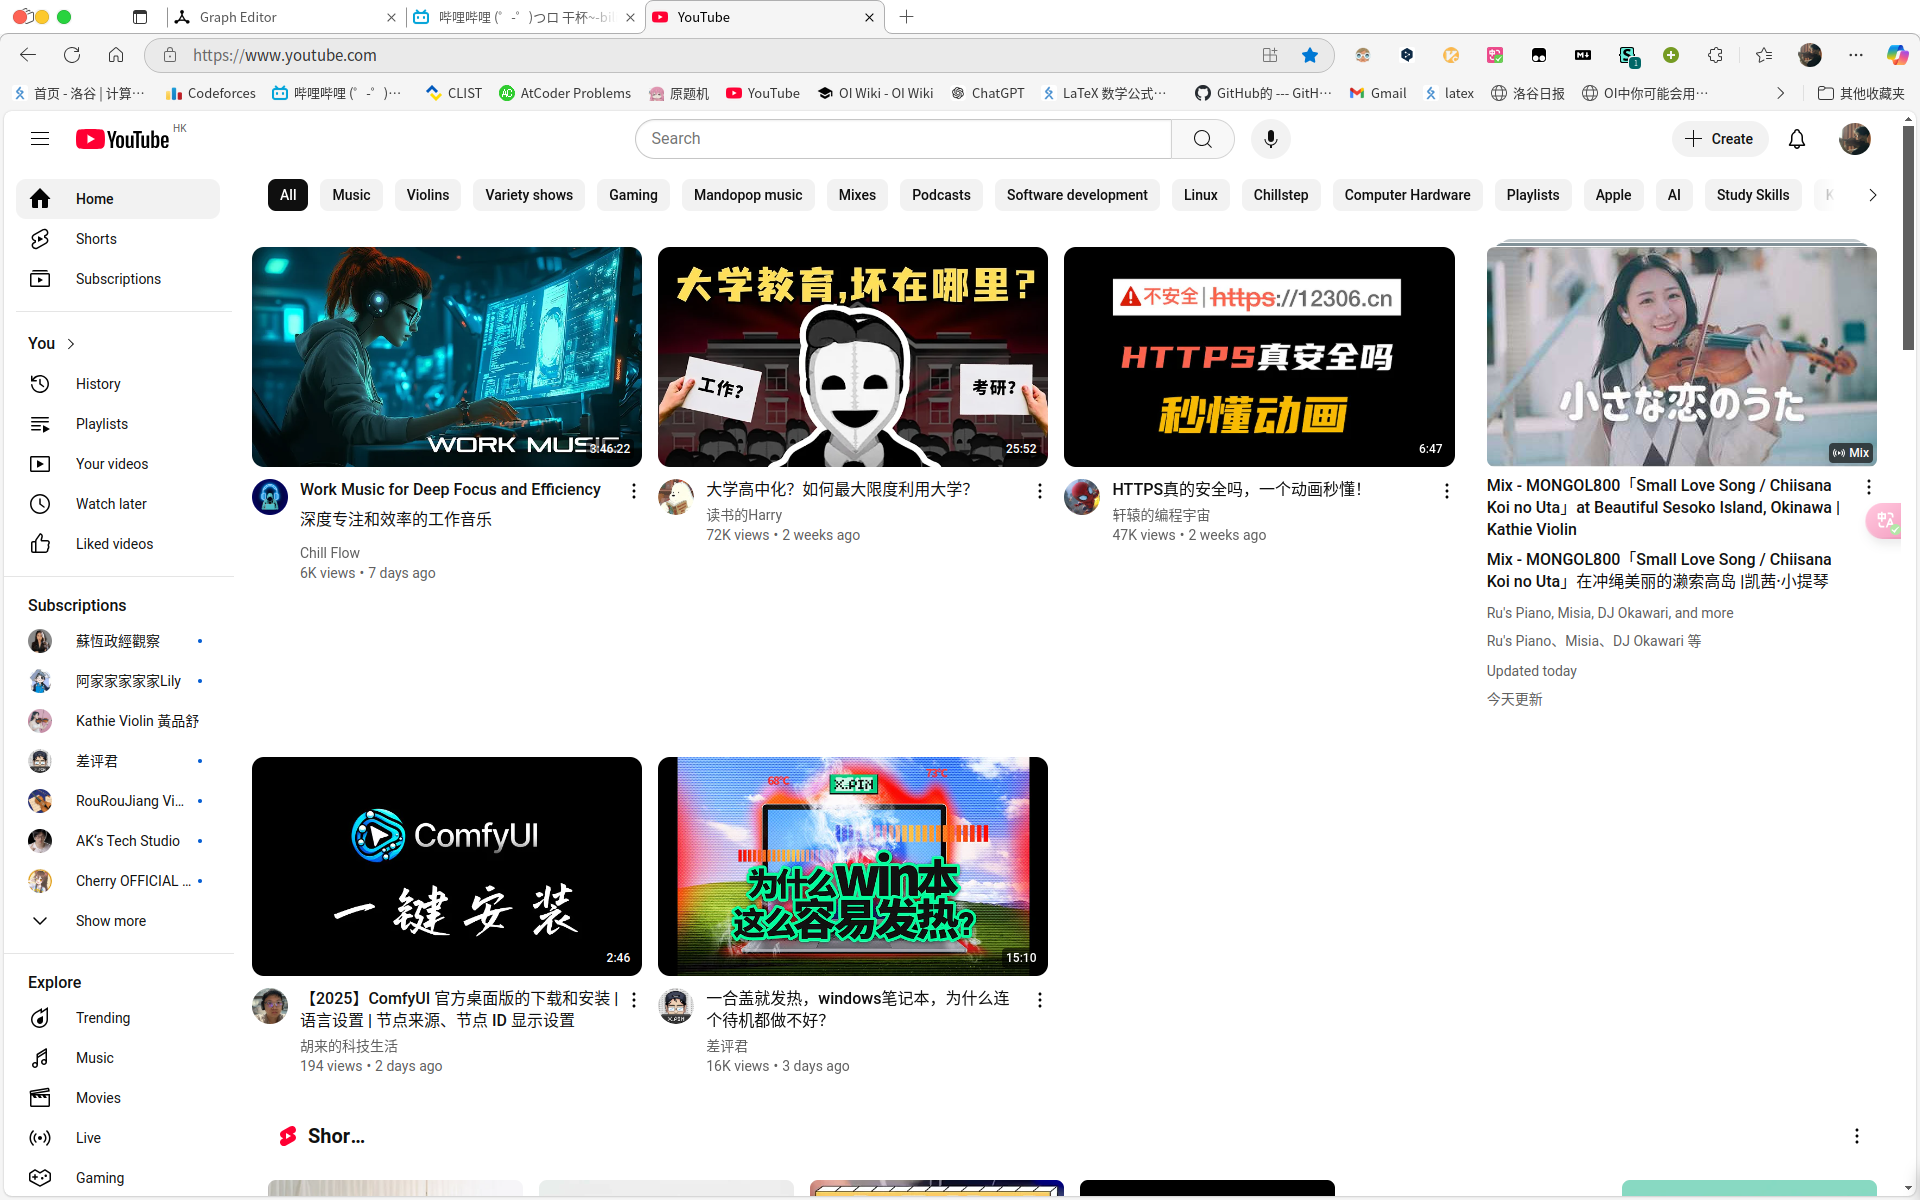 Graph Editor
哔哩哔哩 (゜-゜)つロ 干杯~-bil
YouTube
https://www.youtube.com
首页 - 洛谷 | 计算…
Codeforces
哔哩哔哩 (゜-゜)…
CLIST
AtCoder Problems
原题机
YouTube
OI Wiki - OI Wiki
ChatGPT
LaTeX 数学公式…
GitHub的 --- GitH…
Gmail
latex
洛谷日报
OI中你可能会用…
其他收藏夹
YouTube HK
Search
Create
Home
Shorts
Subscriptions
You
History
Playlists
Your videos
Watch later
Liked videos
Subscriptions
蘇恆政經觀察
阿家家家家家Lily
Kathie Violin 黃品舒
差评君
RouRouJiang Vi…
AK's Tech Studio
Cherry OFFICIAL …
Show more
Explore
Trending
Music
Movies
Live
Gaming
All
Music
Violins
Variety shows
Gaming
Mandopop music
Mixes
Podcasts
Software development
Linux
Chillstep
Computer Hardware
Playlists
Apple
AI
Study Skills
WORK MUSIC
3:46:22
Work Music for Deep Focus and Efficiency
深度专注和效率的工作音乐
Chill Flow
6K views • 7 days ago
大学教育,坏在哪里?
工作?
考研?
25:52
大学高中化？如何最大限度利用大学？
读书的Harry
72K views • 2 weeks ago
不安全 | https://12306.cn
HTTPS真安全吗
秒懂动画
6:47
HTTPS真的安全吗，一个动画秒懂！
轩辕的编程宇宙
47K views • 2 weeks ago
小さな恋のうた
Mix
Mix - MONGOL800「Small Love Song / Chiisana
Koi no Uta」at Beautiful Sesoko Island, Okinawa |
Kathie Violin
Mix - MONGOL800「Small Love Song / Chiisana
Koi no Uta」在冲绳美丽的濑索高岛 |凯茜·小提琴
Ru's Piano, Misia, DJ Okawari, and more
Ru's Piano、Misia、DJ Okawari 等
Updated today
今天更新
ComfyUI
一键安装
2:46
【2025】ComfyUI 官方桌面版的下载和安装 |
语言设置 | 节点来源、节点 ID 显示设置
胡来的科技生活
194 views • 2 days ago
X.PIN
为什么win本
这么容易发热?
15:10
一合盖就发热，windows笔记本，为什么连
个待机都做不好？
差评君
16K views • 3 days ago
Shor…